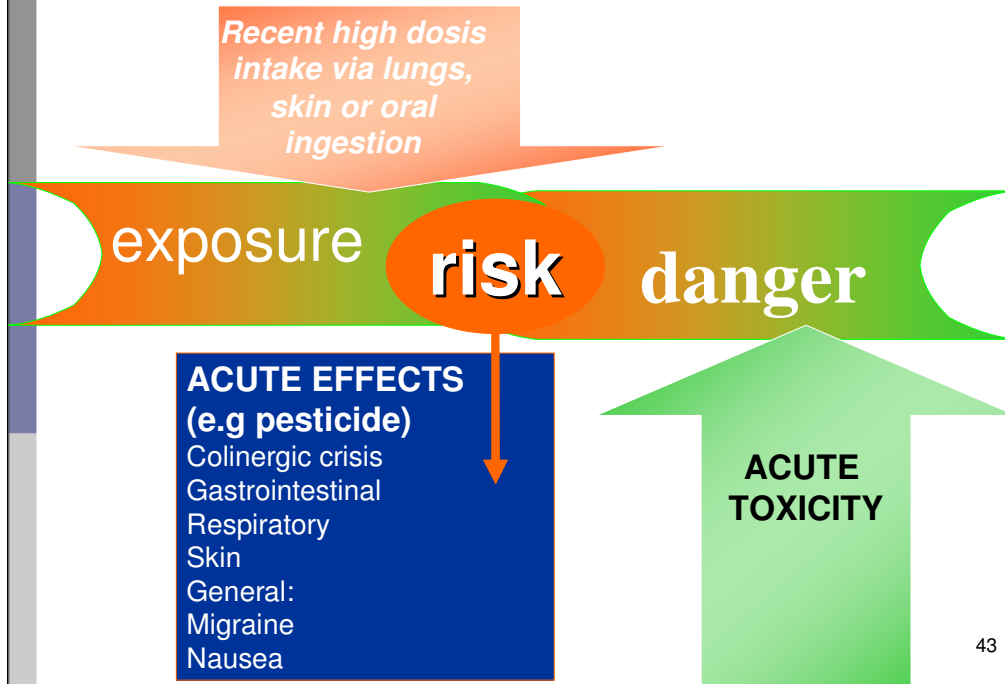 Recent high dosis
intake via lungs,
skin or oral
ingestion
exposure
risk
danger
ACUTE EFFECTS
(e.g pesticide)
Colinergic crisis
Gastrointestinal
Respiratory
Skin
General:
Migraine
Nausea
ACUTE
TOXICITY
43